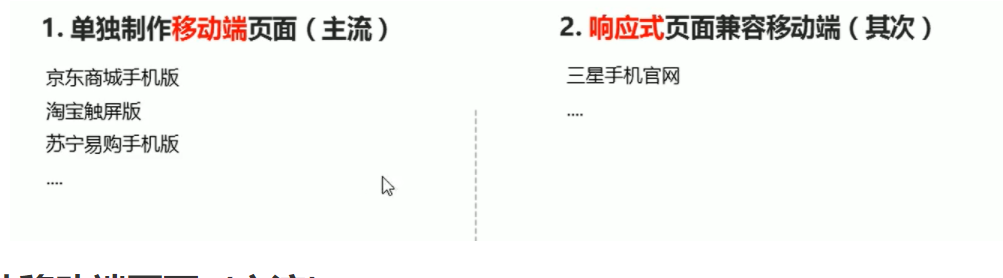 1. 单独制作移动端页面（主流）
京东商城手机版
淘宝触屏版
苏宁易购手机版
....
2. 响应式页面兼容移动端（其次）
三星手机官网
....